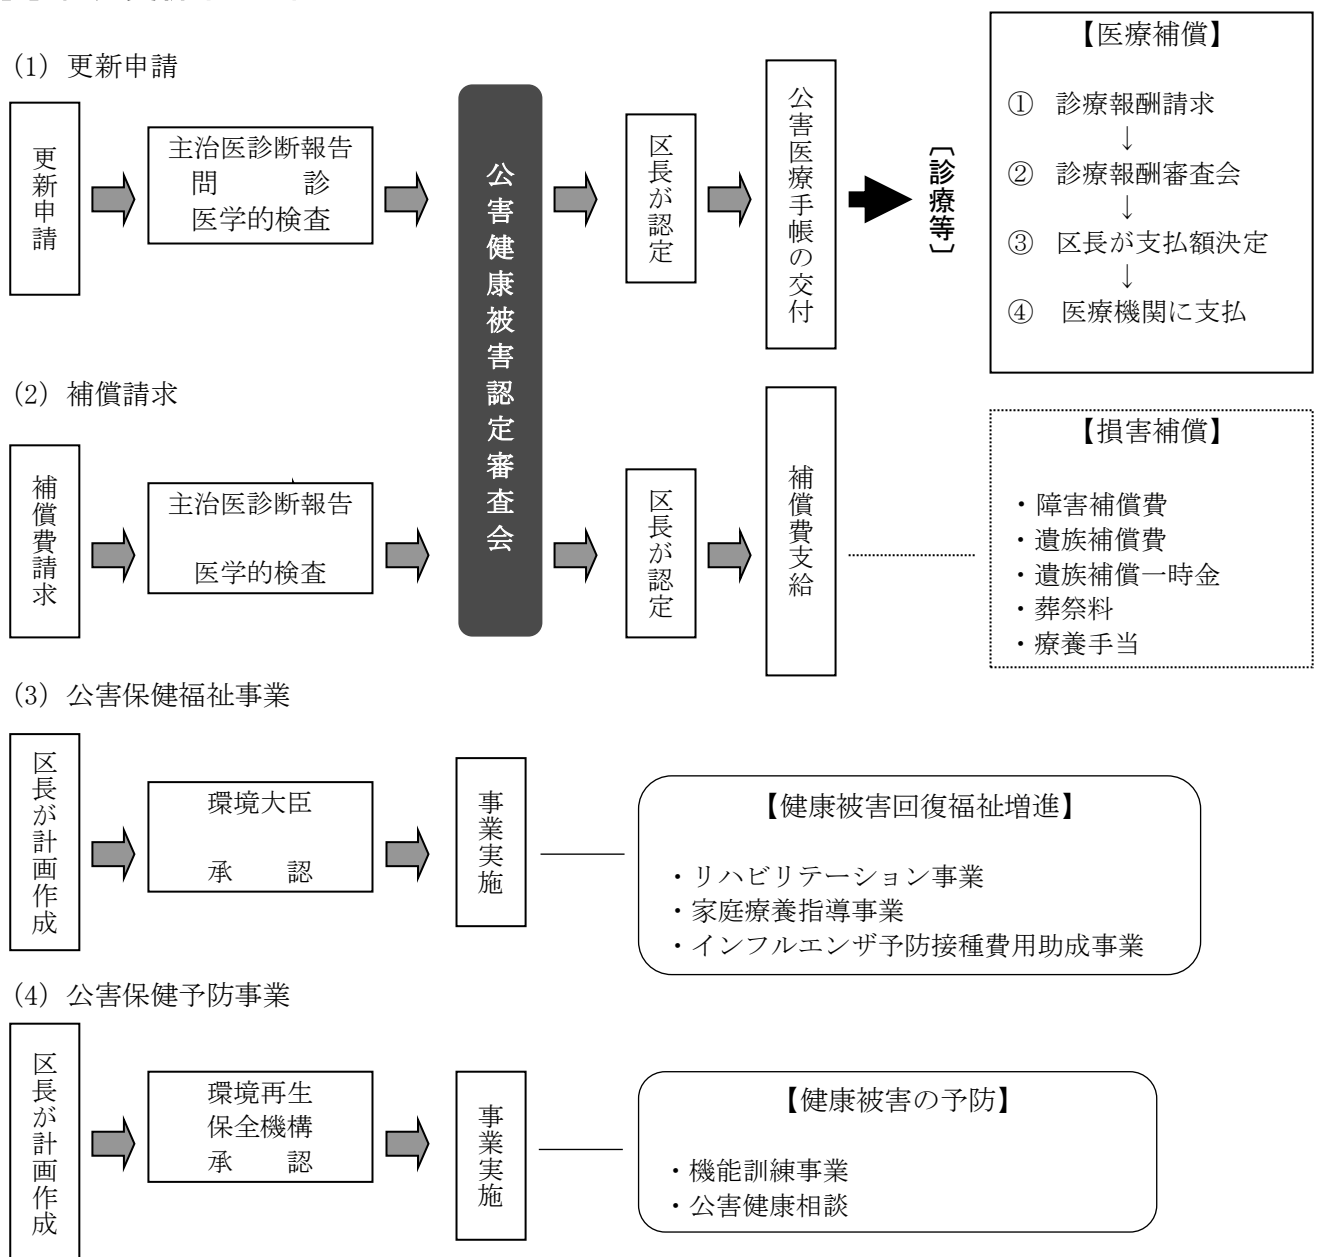 (1) 更新申請
更新申請
主治医診断報告
問　　　診
医学的検査
公害健康被害認定審査会
区長が認定
公害医療手帳の交付
〔診療等〕
【医療補償】
①　診療報酬請求
↓
②　診療報酬審査会
↓
③　区長が支払額決定
↓
④　医療機関に支払
(2) 補償請求
補償費請求
主治医診断報告
医学的検査
区長が認定
補償費支給
【損害補償】
・障害補償費
・遺族補償費
・遺族補償一時金
・葬祭料
・療養手当
(3) 公害保健福祉事業
区長が計画作成
環境大臣
承　　認
事業実施
【健康被害回復福祉増進】
・リハビリテーション事業
・家庭療養指導事業
・インフルエンザ予防接種費用助成事業
(4) 公害保健予防事業
区長が計画作成
環境再生
保全機構
承　　認
事業実施
【健康被害の予防】
・機能訓練事業
・公害健康相談